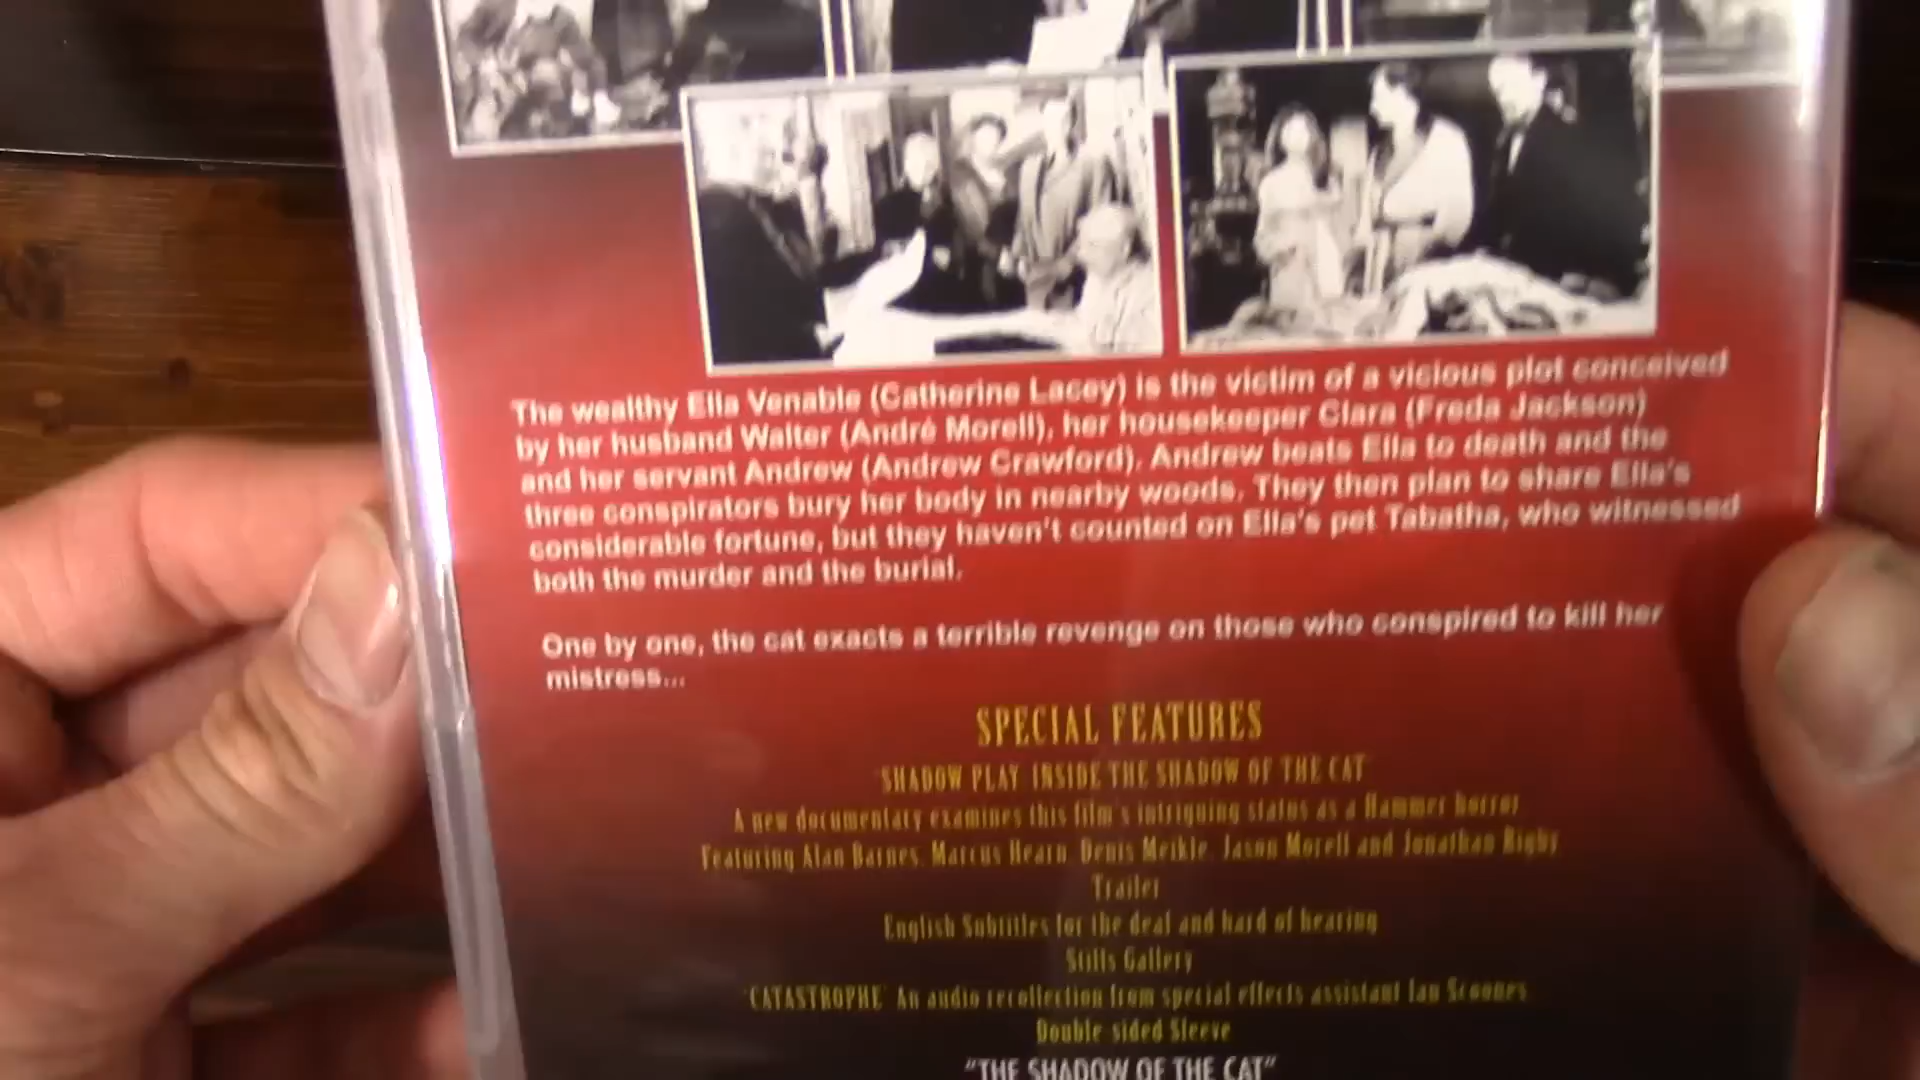 The wealthy Ella Venable (Catherine Lacey) is the victim of a vicious plot conceived
by her husband Walter (André Morell), her housekeeper Clara (Freda Jackson)
and her servant Andrew (Andrew Crawford). Andrew beats Ella to death and the
three conspirators bury her body in nearby woods. They then plan to share Ella's
considerable fortune, but they haven't counted on Ella's pet Tabatha, who witnessed
both the murder and the burial.
One by one, the cat exacts a terrible revenge on those who conspired to kill her
mistress...
SPECIAL FEATURES
'SHADOW PLAY: INSIDE THE SHADOW OF THE CAT'
A new documentary examines this film's intriguing status as a Hammer horror
Featuring Alan Barnes, Marcus Hearn, Denis Meikle, Jason Morell and Jonathan Rigby
Trailer
English Subtitles for the deaf and hard of hearing
Stills Gallery
'CATASTROPHE' An audio recollection from special effects assistant Ian Scoones
Double-sided Sleeve
"THE SHADOW OF THE CAT"